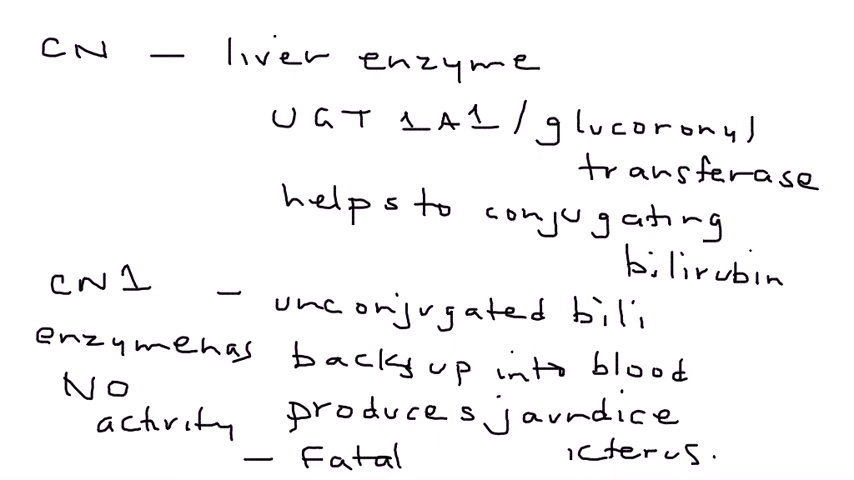 CN — liver enzyme
UGT 1A1/glucoronyl
transferase
helps to conjugating
bilirubin
CN1 — unconjugated bili
enzyme has backs up into blood
NO
activity produces jaundice
— Fatal icterus.